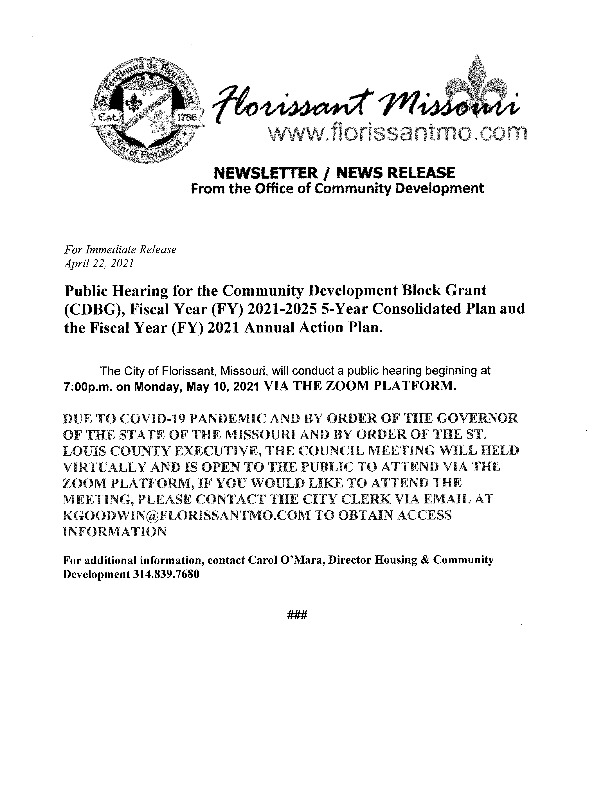 St. Ferdinand de Florissant
Est. 1786
City of Florissant
Florissant Missouri
www.florissantmo.com
NEWSLETTER / NEWS RELEASE
From the Office of Community Development
For Immediate Release
April 22, 2021
Public Hearing for the Community Development Block Grant
(CDBG), Fiscal Year (FY) 2021-2025 5-Year Consolidated Plan and
the Fiscal Year (FY) 2021 Annual Action Plan.
The City of Florissant, Missouri, will conduct a public hearing beginning at
7:00p.m. on Monday, May 10, 2021 VIA THE ZOOM PLATFORM.
DUE TO COVID-19 PANDEMIC AND BY ORDER OF THE GOVERNOR
OF THE STATE OF THE MISSOURI AND BY ORDER OF THE ST.
LOUIS COUNTY EXECUTIVE, THE COUNCIL MEETING WILL HELD
VIRTUALLY AND IS OPEN TO THE PUBLIC TO ATTEND VIA THE
ZOOM PLATFORM, IF YOU WOULD LIKE TO ATTEND THE
MEETING, PLEASE CONTACT THE CITY CLERK VIA EMAIL AT
KGOODWIN@FLORISSANTMO.COM TO OBTAIN ACCESS
INFORMATION
For additional information, contact Carol O'Mara, Director Housing & Community
Development 314.839.7680
###